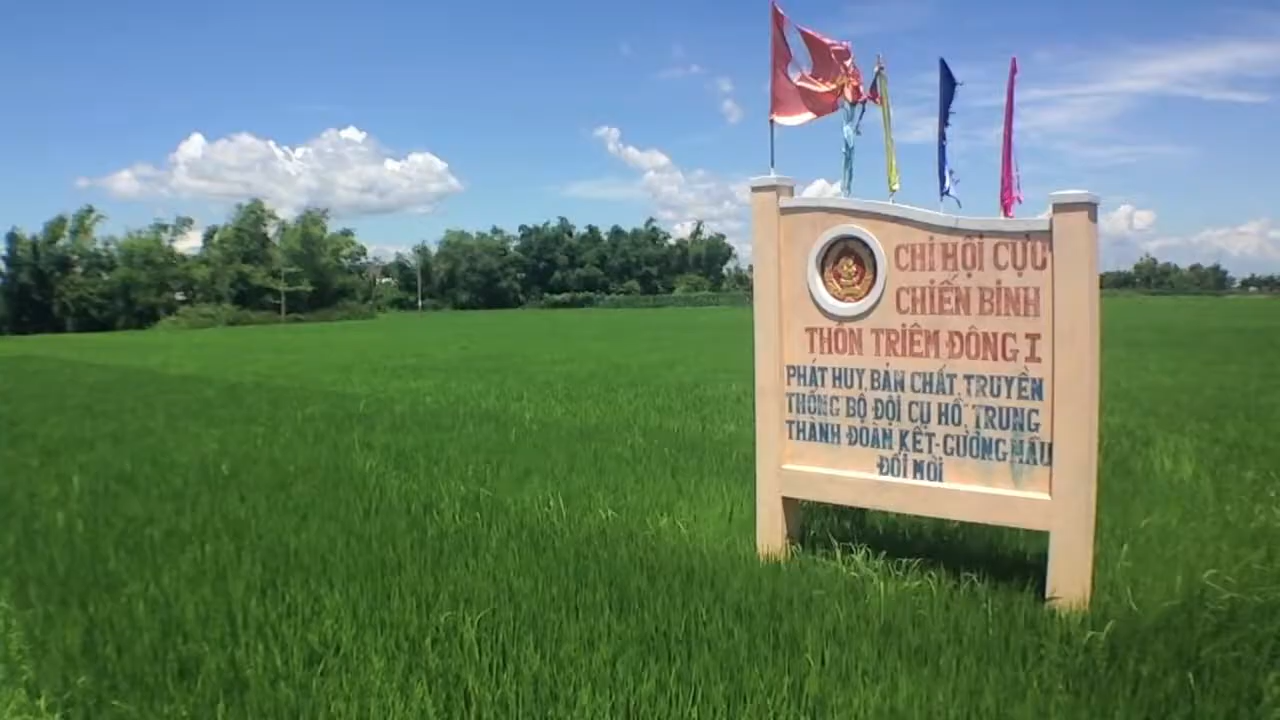 CHI HỘI CỰU
CHIẾN BINH
THÔN TRIÊM ĐÔNG I
PHÁT HUY BẢN CHẤT TRUYỀN
THỐNG "BỘ ĐỘI CỤ HỒ" TRUNG
THÀNH ĐOÀN KẾT-GƯƠNG MẪU
ĐỔI MỚI